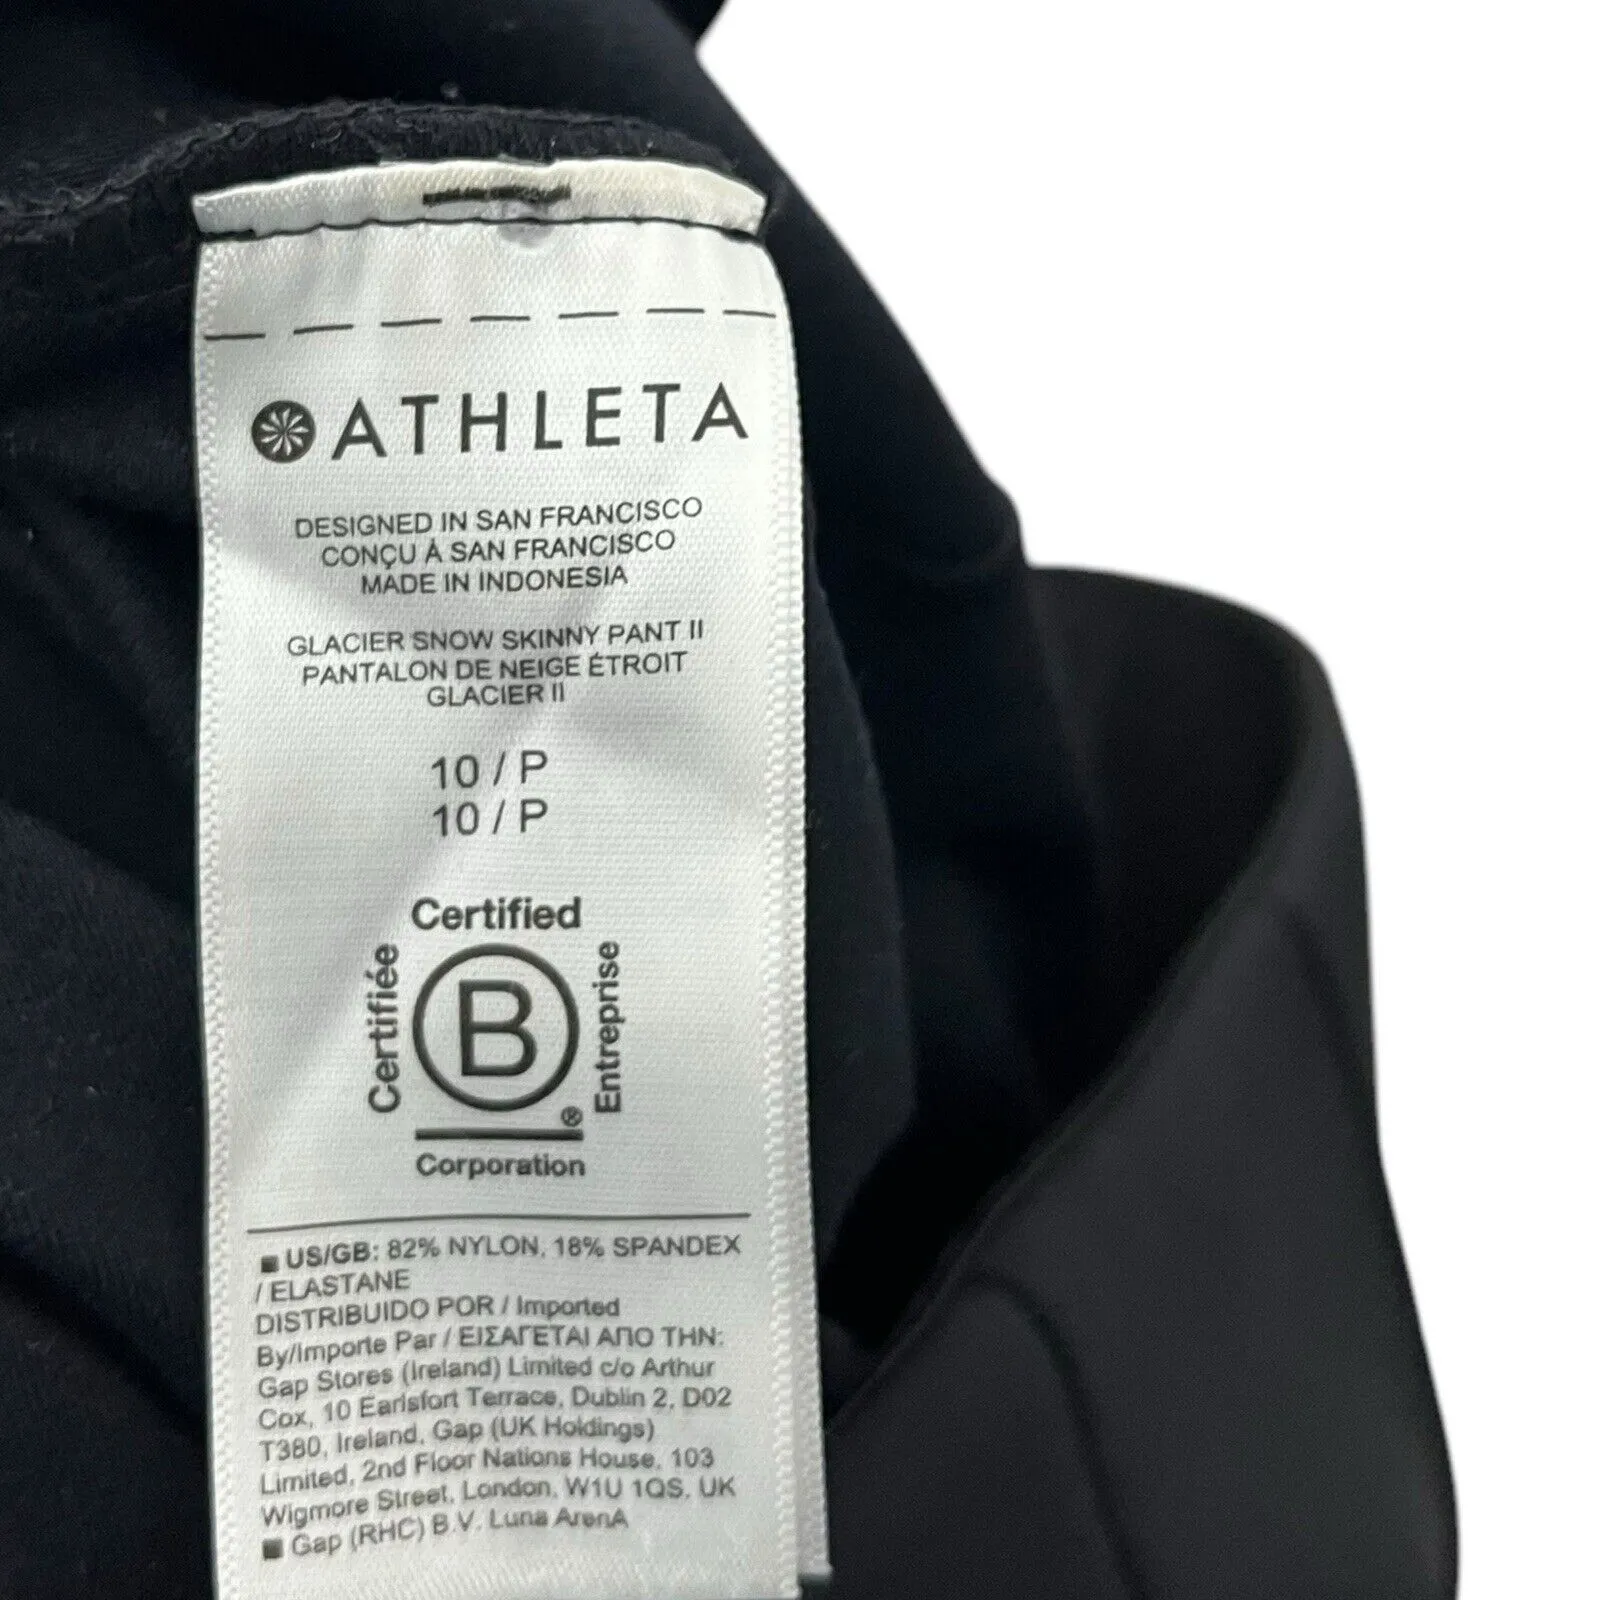 ATHLETA
DESIGNED IN SAN FRANCISCO
CONÇU À SAN FRANCISCO
MADE IN INDONESIA
GLACIER SNOW SKINNY PANT II
PANTALON DE NEIGE ÉTROIT
GLACIER II
10 / P
10 / P
Certified
Certifiée
B
Entreprise
®
Corporation
US/GB: 82% NYLON, 18% SPANDEX
/ ELASTANE
DISTRIBUIDO POR / Imported
By/Importe Par / ΕΙΣΑΓΕΤΑΙ ΑΠΟ ΤΗΝ:
Gap Stores (Ireland) Limited c/o Arthur
Cox, 10 Earlsfort Terrace, Dublin 2, D02
T380, Ireland, Gap (UK Holdings)
Limited, 2nd Floor Nations House, 103
Wigmore Street, London, W1U 1QS, UK
Gap (RHC) B.V. Luna ArenA